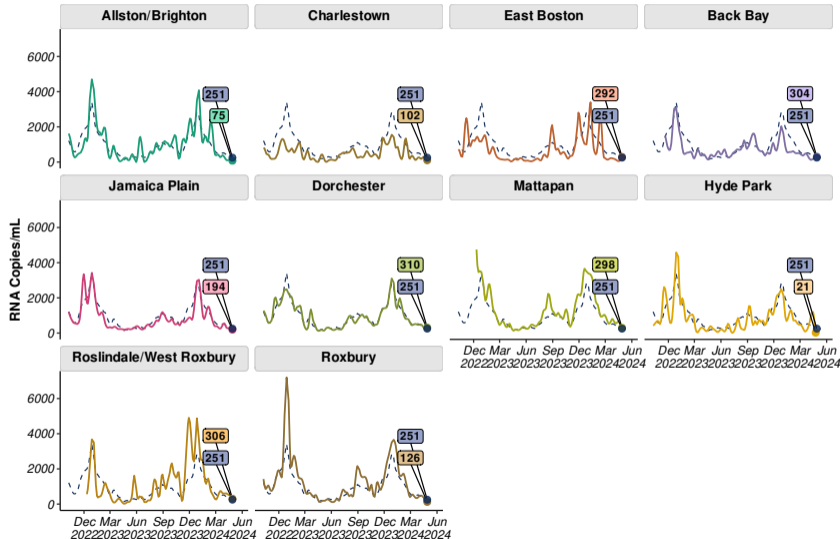 Allston/Brighton
Charlestown
East Boston
Back Bay
6000
4000
2000
0
251
75
251
102
292
251
304
251
Jamaica Plain
Dorchester
Mattapan
Hyde Park
RNA Copies/mL
6000
4000
2000
0
251
194
310
251
298
251
251
21
Dec 2022
Mar 2023
Jun 2023
Sep 2023
Dec 2023
Mar 2024
Jun 2024
Dec 2022
Mar 2023
Jun 2023
Sep 2023
Dec 2023
Mar 2024
Jun 2024
Roslindale/West Roxbury
Roxbury
6000
4000
2000
0
306
251
251
126
Dec 2022
Mar 2023
Jun 2023
Sep 2023
Dec 2023
Mar 2024
Jun 2024
Dec 2022
Mar 2023
Jun 2023
Sep 2023
Dec 2023
Mar 2024
Jun 2024